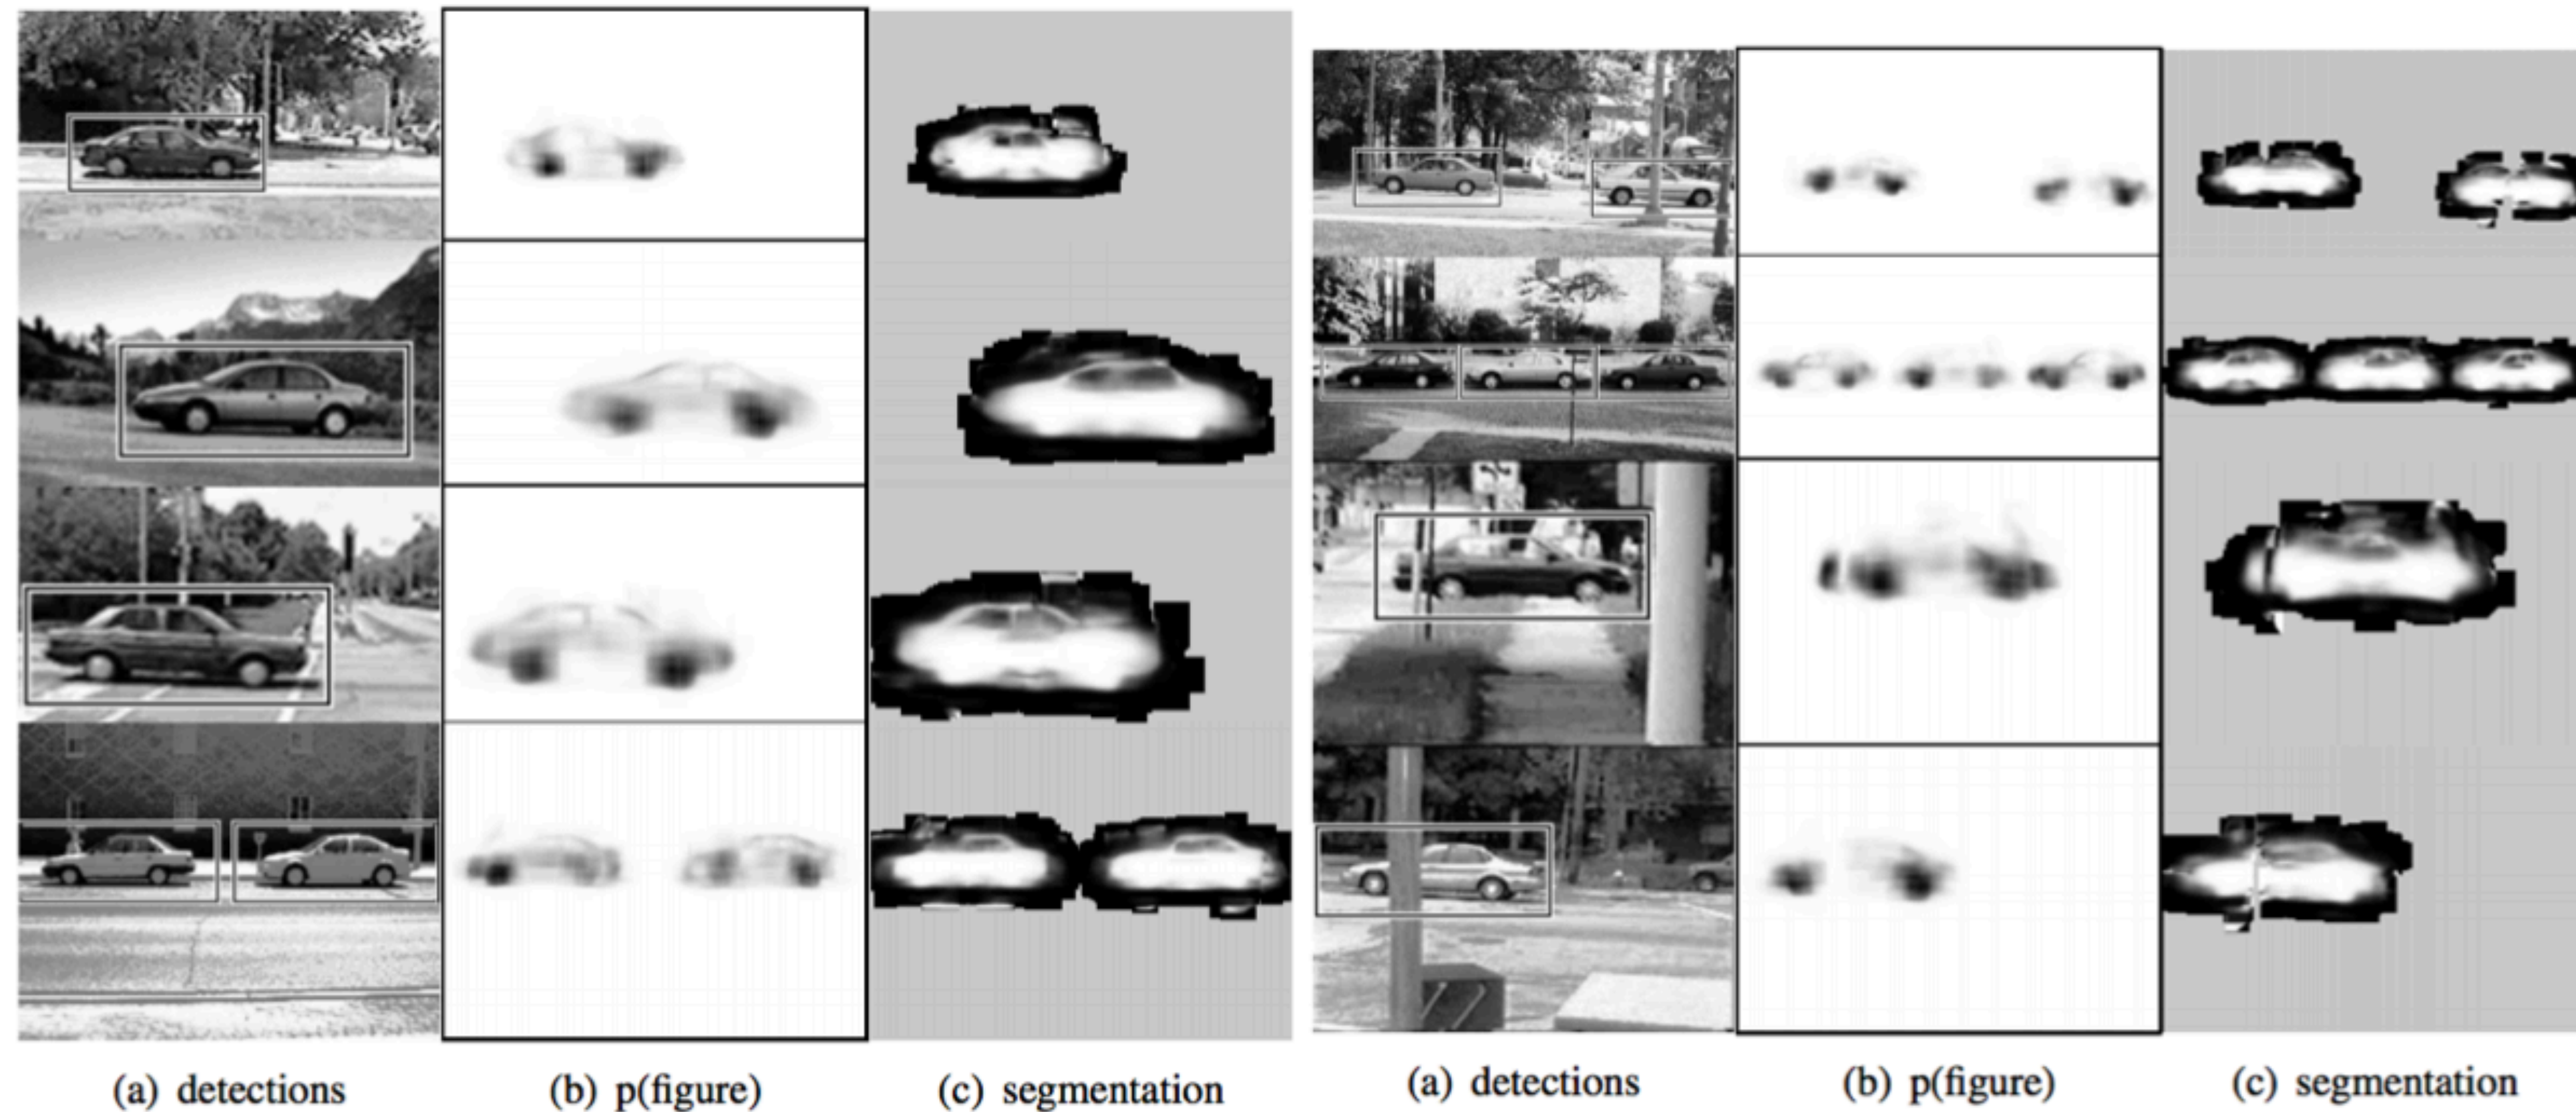 (a) detections
(b) p(figure)
(c) segmentation
(a) detections
(b) p(figure)
(c) segmentation